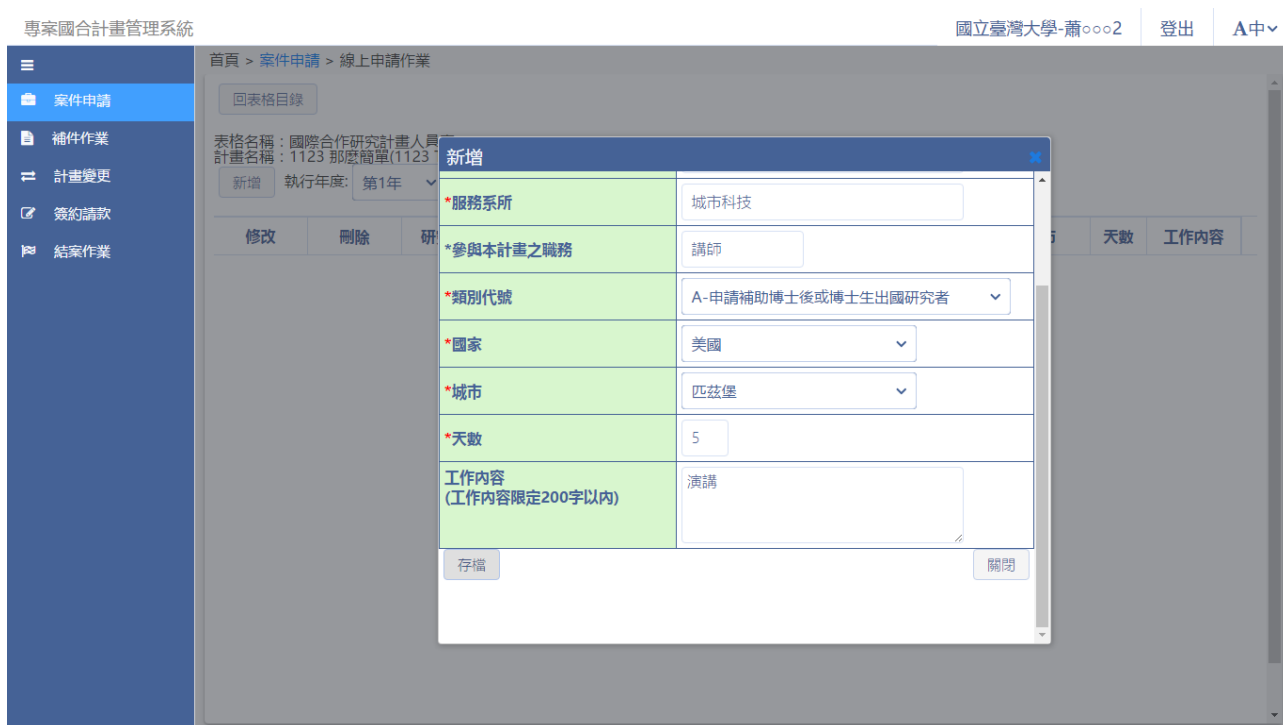 專案國合計畫管理系統
國立臺灣大學-蕭○○○2 登出 A中
首頁 > 案件申請 > 線上申請作業
案件申請
補件作業
計畫變更
簽約請款
結案作業
回表格目錄
表格名稱：國際合作研究計畫人員
計畫名稱：1123 那麼簡單(1123
新增 執行年度: 第1年
修改 刪除 研 天數 工作內容
新增
*服務系所 城市科技
*參與本計畫之職務 講師
*類別代號 A-申請補助博士後或博士生出國研究者
*國家 美國
*城市 匹茲堡
*天數 5
工作內容 演講
(工作內容限定200字以內)
存檔 關閉